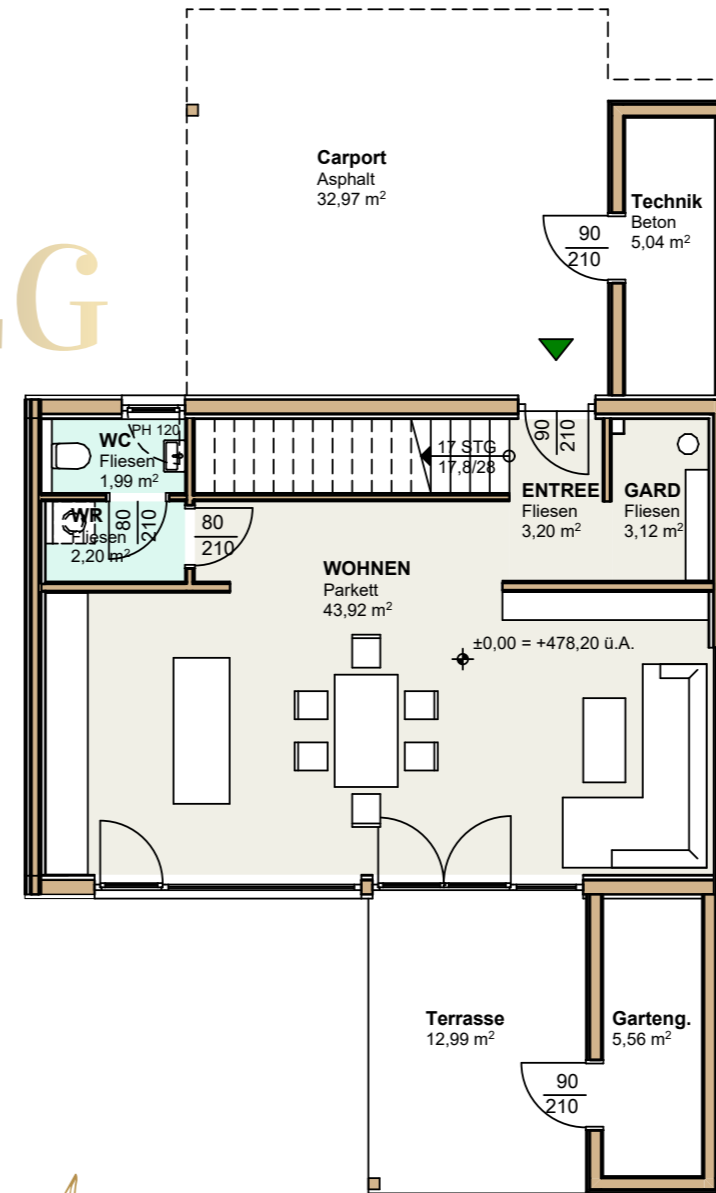 Carport
Asphalt
32,97 m²
Technik
Beton
5,04 m²
90
210
G
WC
PH 120
Fliesen
1,99 m²
17 STG
17,8/28
90
210
ENTREE
Fliesen
3,20 m²
GARD
Fliesen
3,12 m²
WR
Fliesen
2,20 m²
80
210
80
210
WOHNEN
Parkett
43,92 m²
±0,00 = +478,20 ü.A.
Terrasse
12,99 m²
Garteng.
5,56 m²
90
210